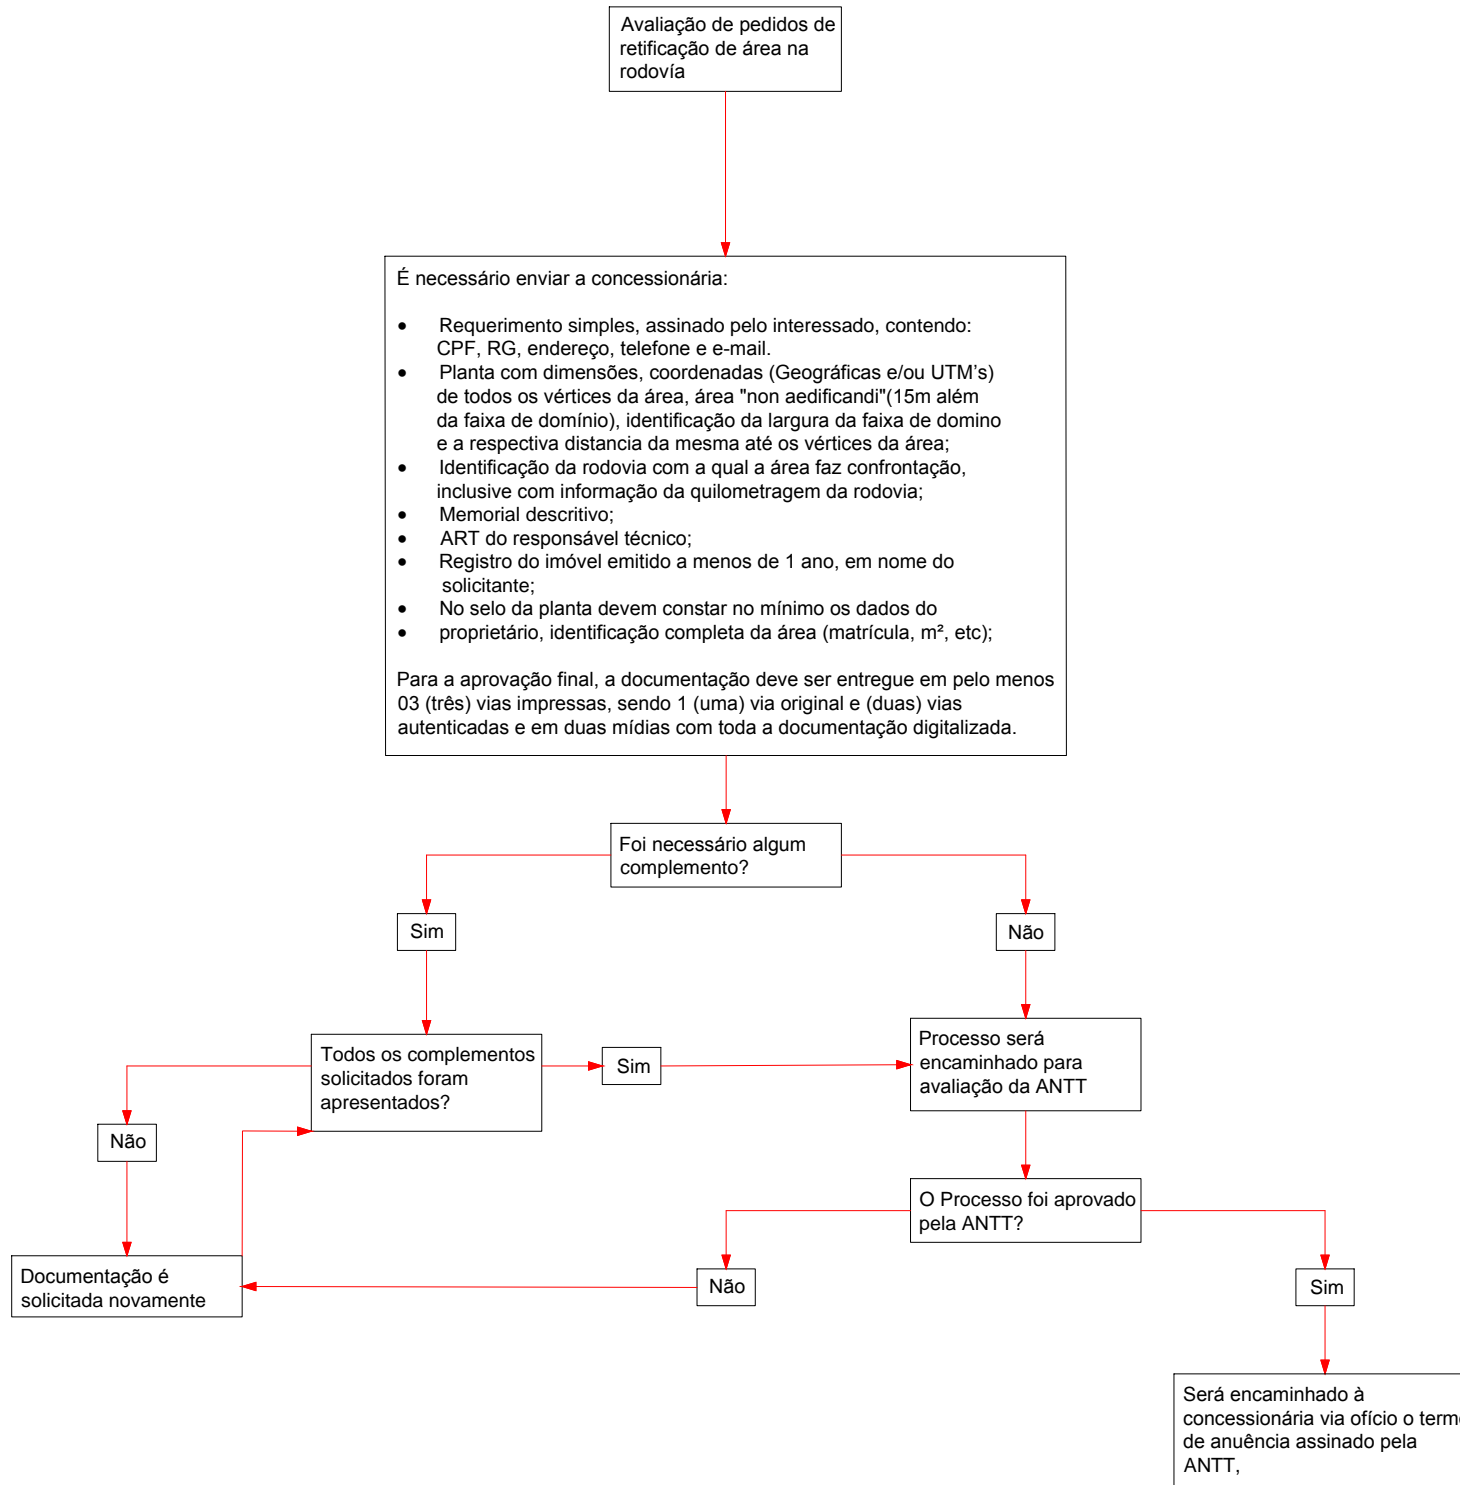 Avaliação de pedidos de
retificação de área na
rodovía
É necessário enviar a concessionária:
• Requerimento simples, assinado pelo interessado, contendo:
CPF, RG, endereço, telefone e e-mail.
• Planta com dimensões, coordenadas (Geográficas e/ou UTM's)
de todos os vértices da área, área "non aedificandi"(15m além
da faixa de domínio), identificação da largura da faixa de domino
e a respectiva distancia da mesma até os vértices da área;
• Identificação da rodovia com a qual a área faz confrontação,
inclusive com informação da quilometragem da rodovia;
• Memorial descritivo;
• ART do responsável técnico;
• Registro do imóvel emitido a menos de 1 ano, em nome do
solicitante;
• No selo da planta devem constar no mínimo os dados do
• proprietário, identificação completa da área (matrícula, m², etc);
Para a aprovação final, a documentação deve ser entregue em pelo menos
03 (três) vias impressas, sendo 1 (uma) via original e (duas) vias
autenticadas e em duas mídias com toda a documentação digitalizada.
Foi necessário algum
complemento?
Sim
Não
Todos os complementos
solicitados foram
apresentados?
Sim
Processo será
encaminhado para
avaliação da ANTT
Não
O Processo foi aprovado
pela ANTT?
Documentação é
solicitada novamente
Não
Sim
Será encaminhado à
concessionária via ofício o termo
de anuência assinado pela
ANTT,